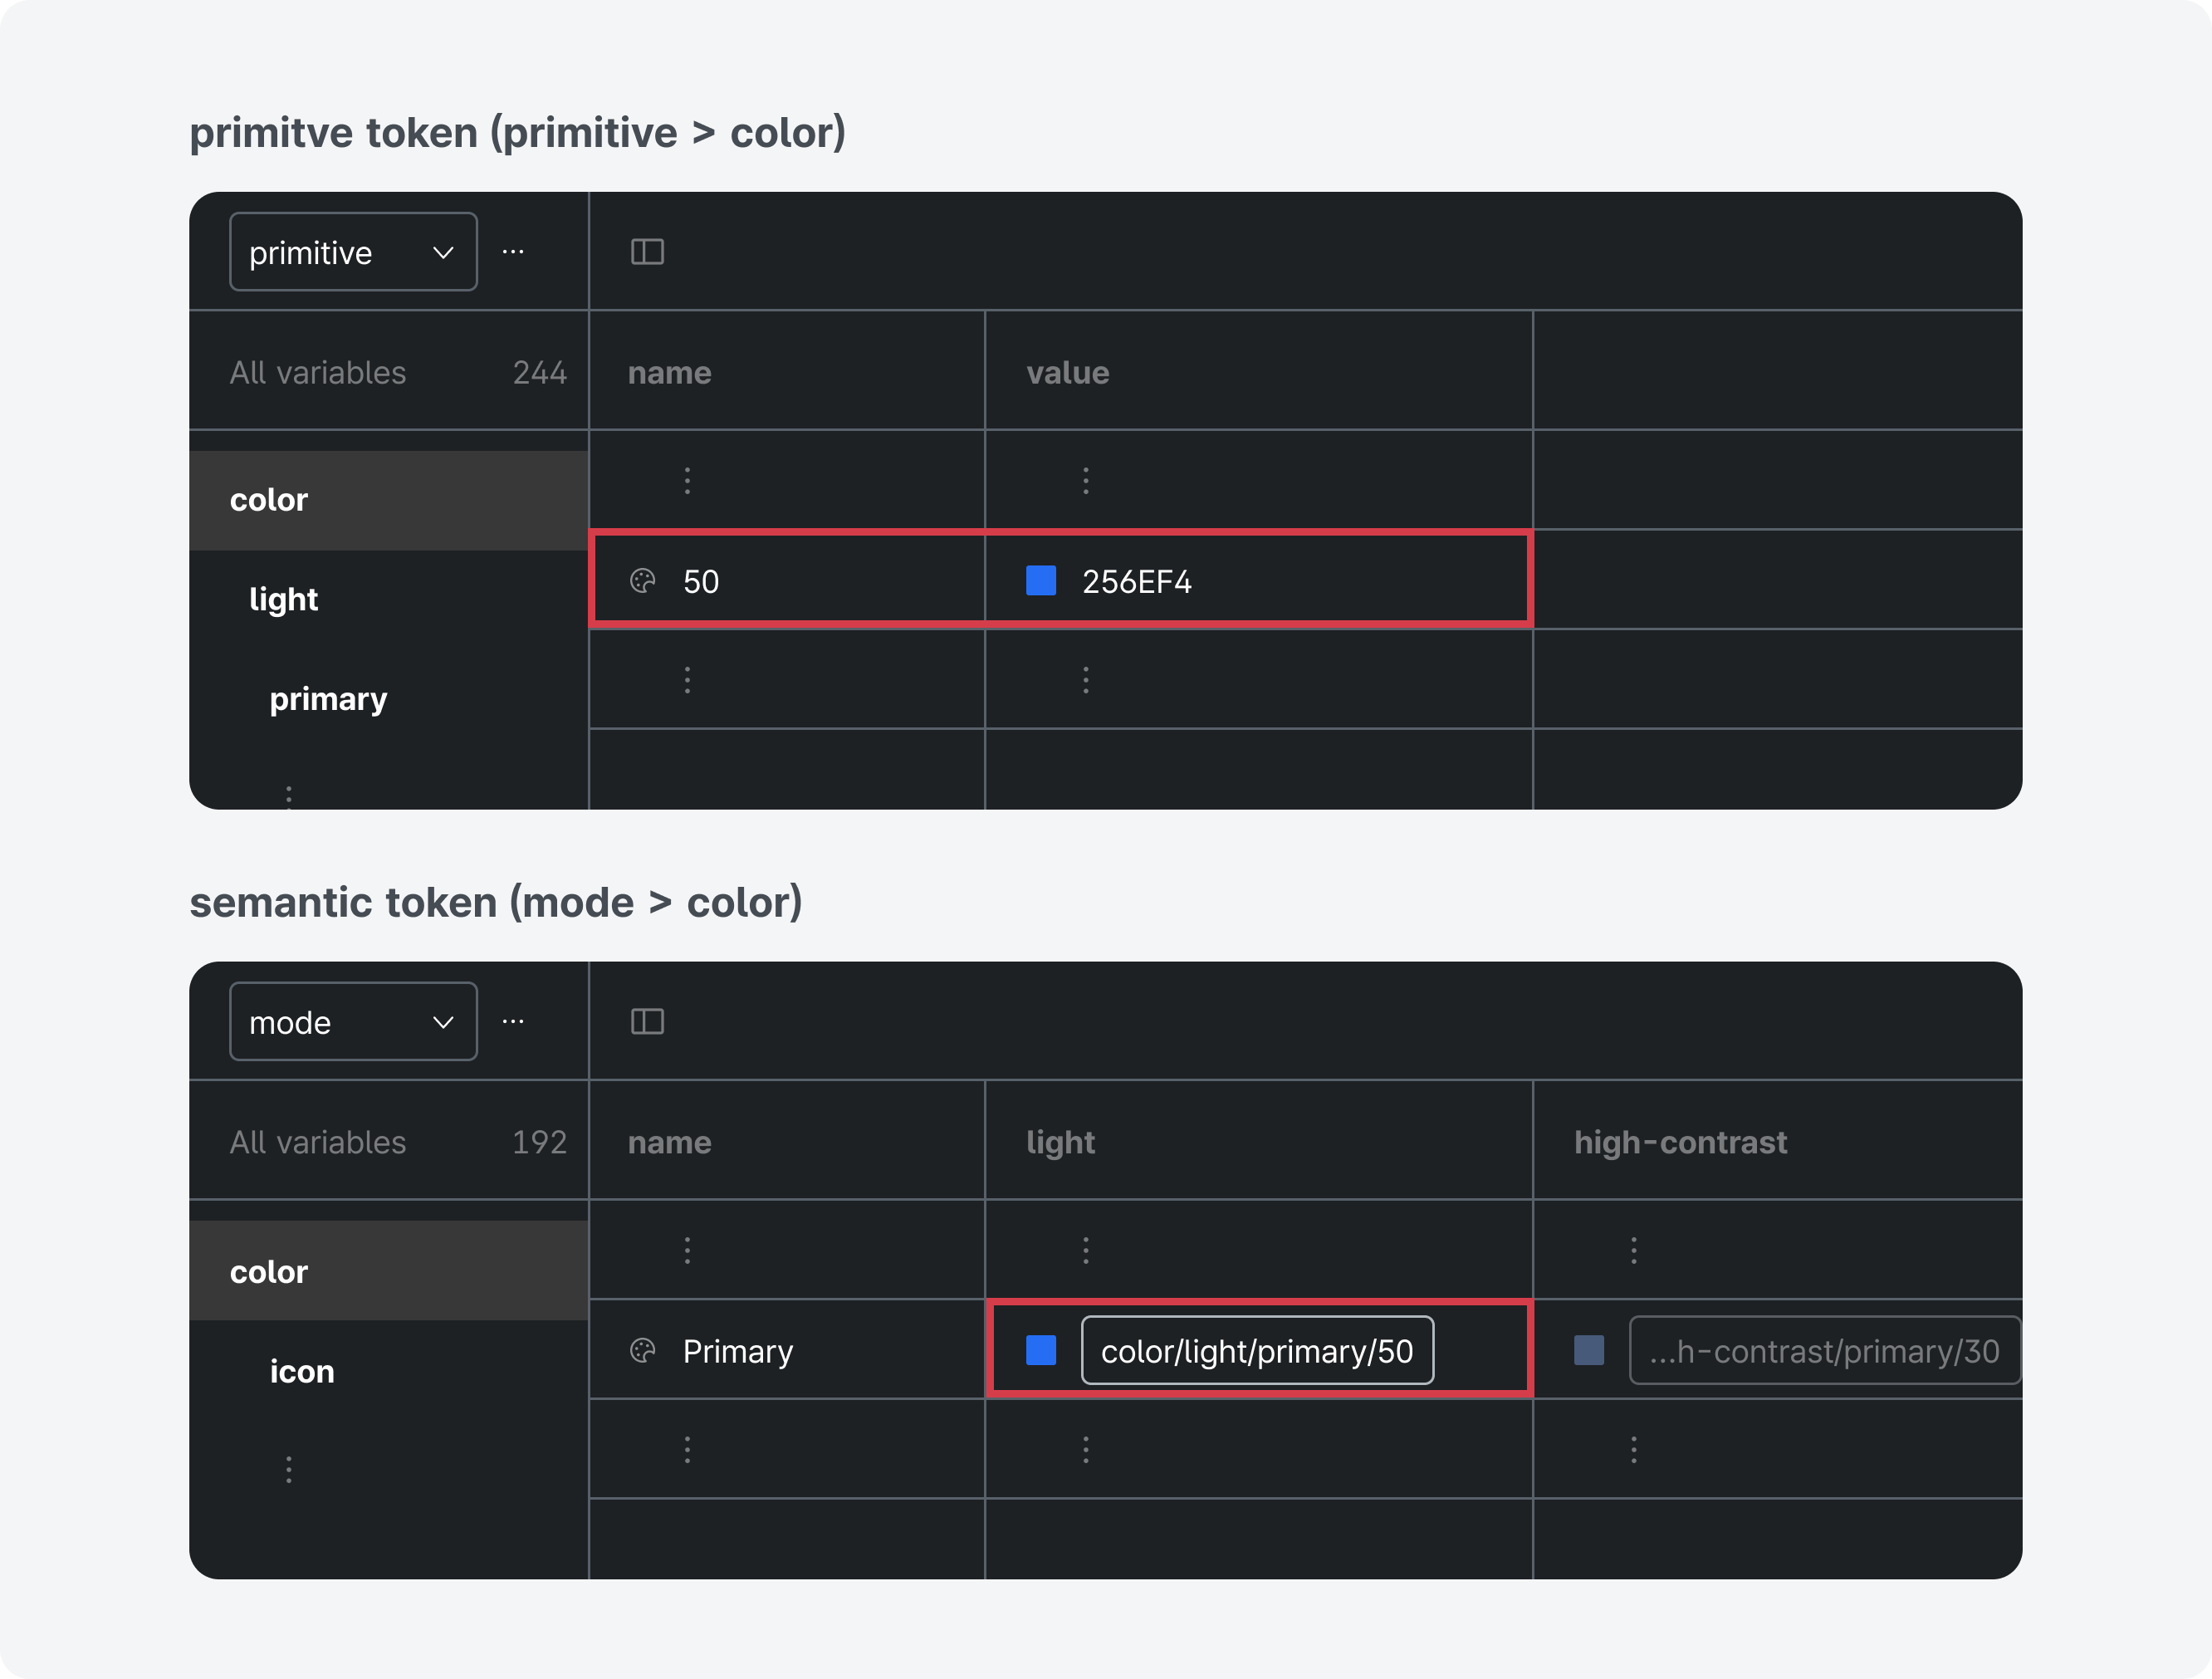 primitve token (primitive > color)
primitive ...
All variables 244 name value
color
50 256EF4
light
primary
semantic token (mode > color)
mode ...
All variables 192 name light high-contrast
color
Primary color/light/primary/50 ...h-contrast/primary/30
icon